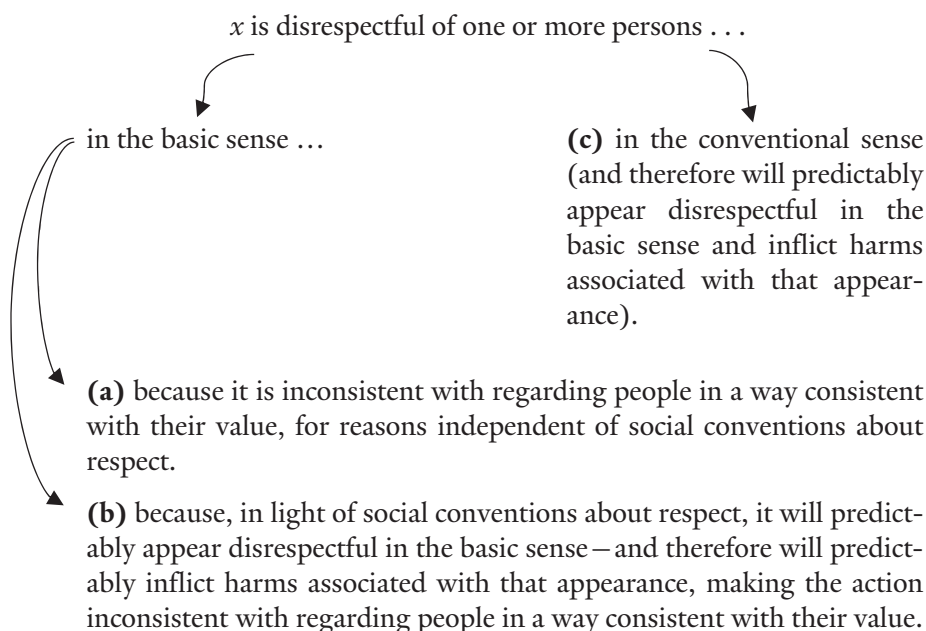 x is disrespectful of one or more persons . . .
in the basic sense …
(c) in the conventional sense
(and therefore will predictably
appear disrespectful in the
basic sense and inflict harms
associated with that appear-
ance).
(a) because it is inconsistent with regarding people in a way consistent
with their value, for reasons independent of social conventions about
respect.
(b) because, in light of social conventions about respect, it will predict-
ably appear disrespectful in the basic sense—and therefore will predict-
ably inflict harms associated with that appearance, making the action
inconsistent with regarding people in a way consistent with their value.